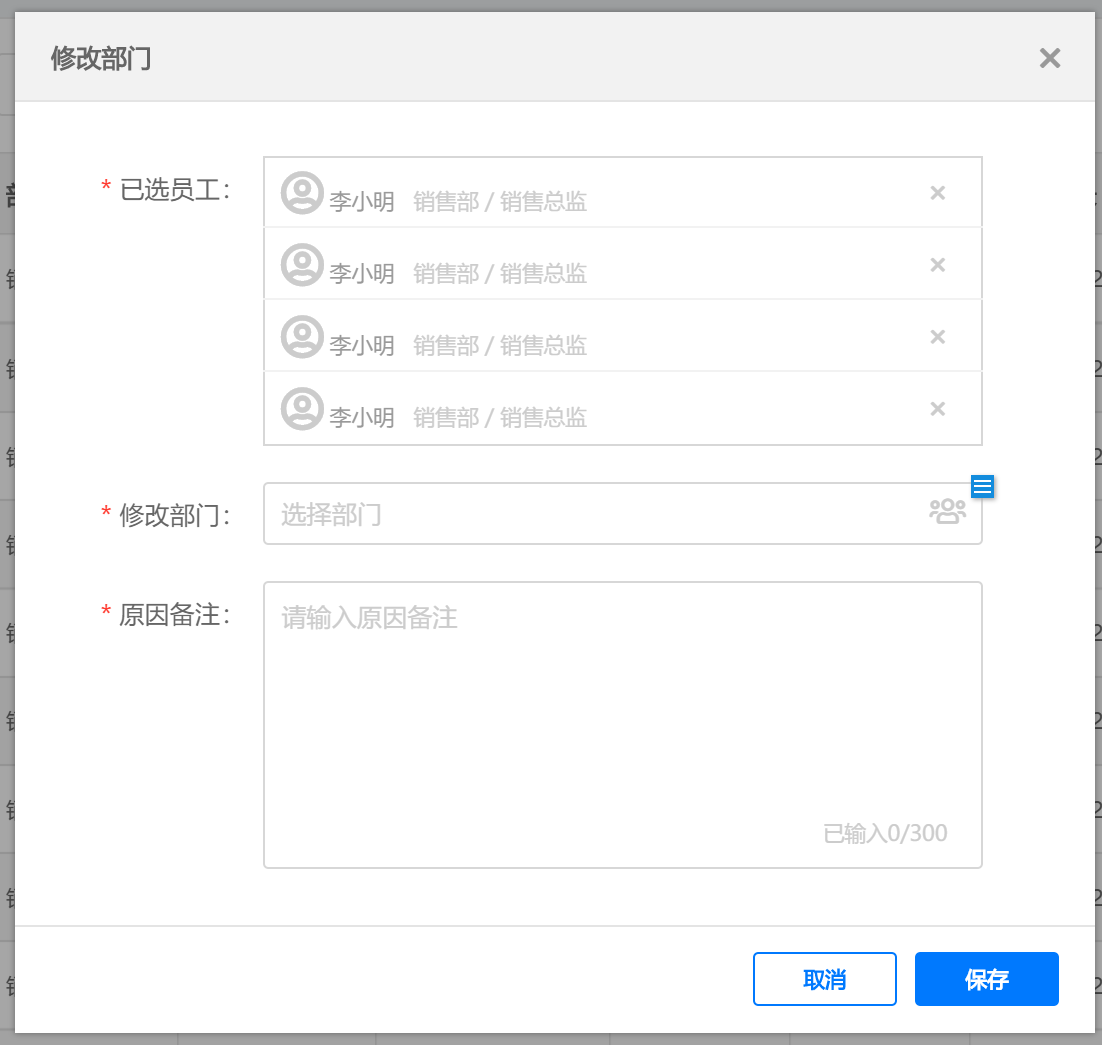 修改部门
* 已选员工：
李小明 销售部 / 销售总监
李小明 销售部 / 销售总监
李小明 销售部 / 销售总监
李小明 销售部 / 销售总监
* 修改部门：
选择部门
* 原因备注：
请输入原因备注
已输入0/300
取消
保存